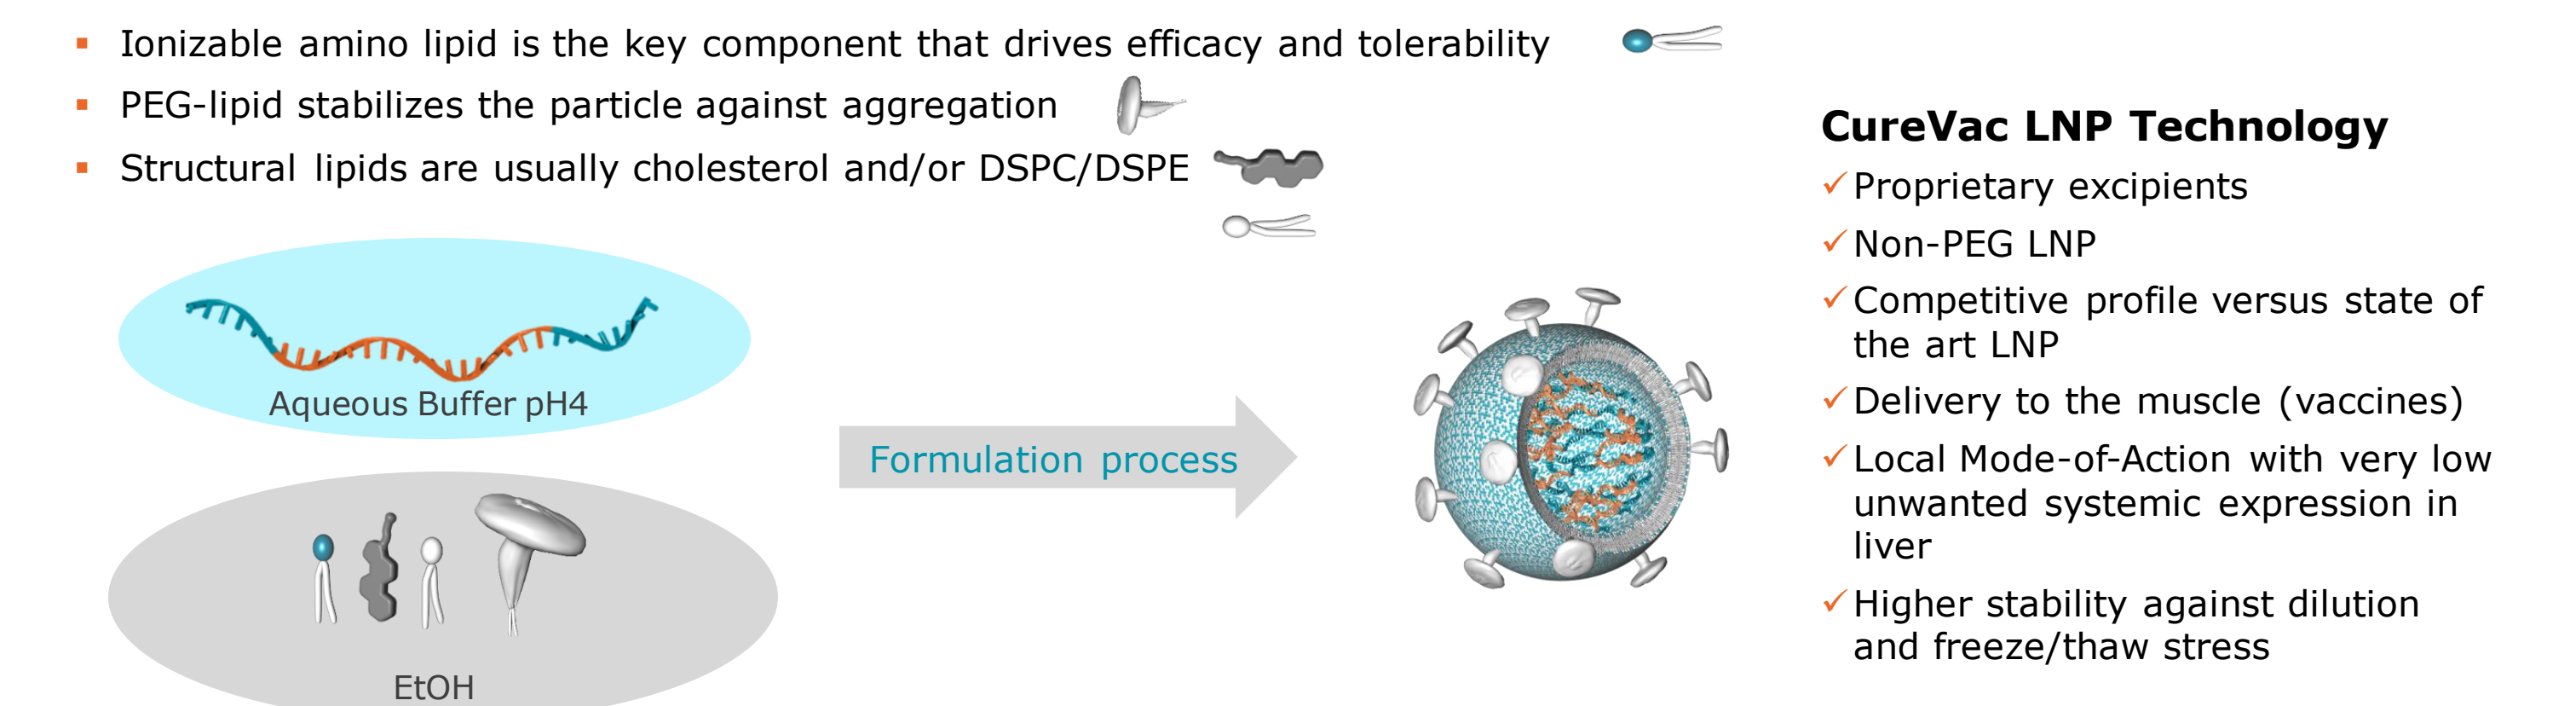 Ionizable amino lipid is the key component that drives efficacy and tolerability
PEG-lipid stabilizes the particle against aggregation
Structural lipids are usually cholesterol and/or DSPC/DSPE
Aqueous Buffer pH4
EtOH
Formulation process
CureVac LNP Technology
Proprietary excipients
Non-PEG LNP
Competitive profile versus state of
the art LNP
Delivery to the muscle (vaccines)
Local Mode-of-Action with very low
unwanted systemic expression in
liver
Higher stability against dilution
and freeze/thaw stress